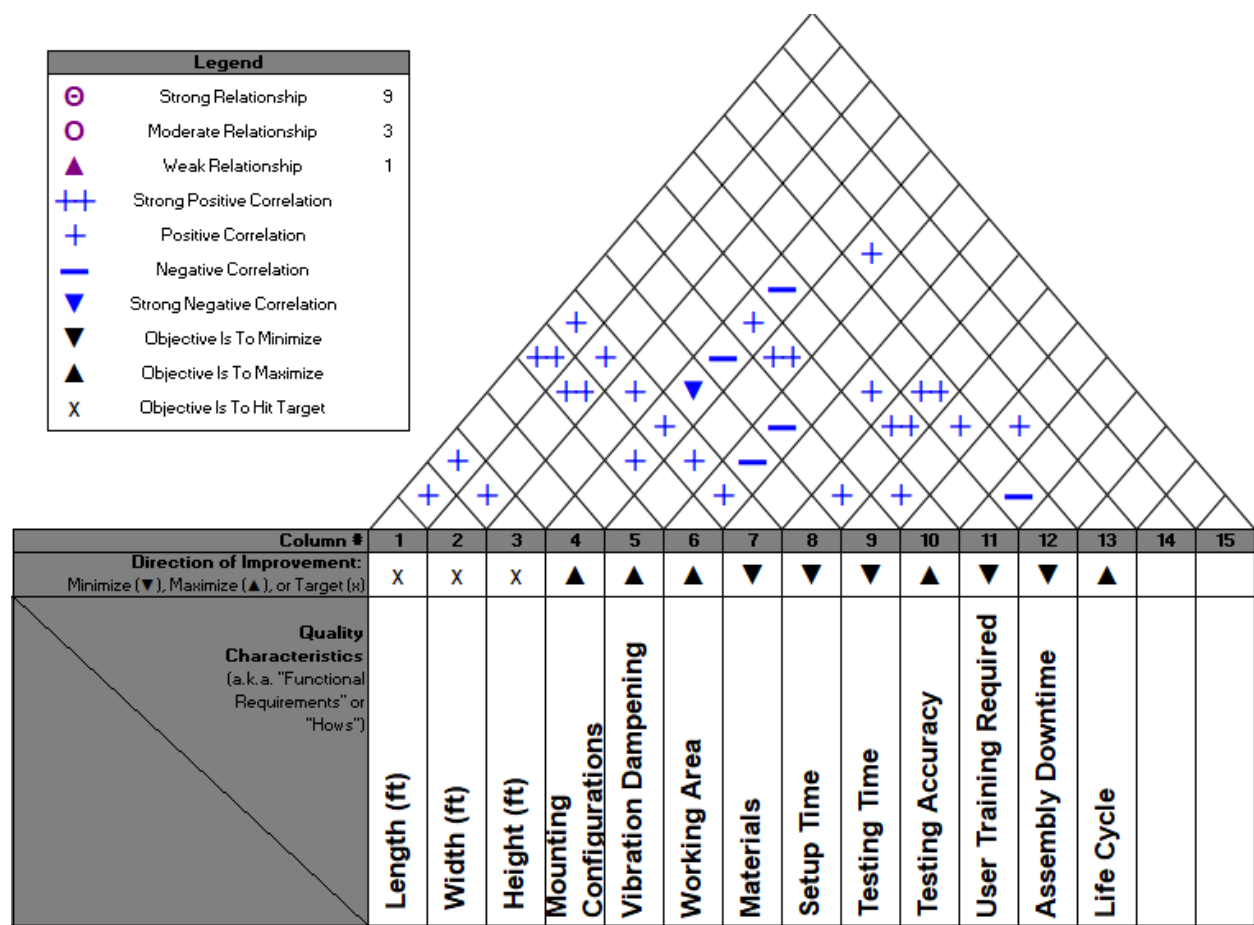 Legend
Θ Strong Relationship 9
Ο Moderate Relationship 3
▲ Weak Relationship 1
++ Strong Positive Correlation
+ Positive Correlation
− Negative Correlation
▼ Strong Negative Correlation
▼ Objective Is To Minimize
▲ Objective Is To Maximize
x Objective Is To Hit Target
+
−
+ +
++ + − ++
++ + ▼ + ++
+ − ++ + +
+ + + −
+ + + + + + −
Column # 1 2 3 4 5 6 7 8 9 10 11 12 13 14 15
Direction of Improvement:
Minimize (▼), Maximize (▲), or Target (x) x x x ▲ ▲ ▲ ▼ ▼ ▼ ▲ ▼ ▼ ▲
Quality
Characteristics
(a.k.a. "Functional
Requirements" or
"Hows")
Length (ft)
Width (ft)
Height (ft)
Mounting
Configurations
Vibration Dampening
Working Area
Materials
Setup Time
Testing Time
Testing Accuracy
User Training Required
Assembly Downtime
Life Cycle